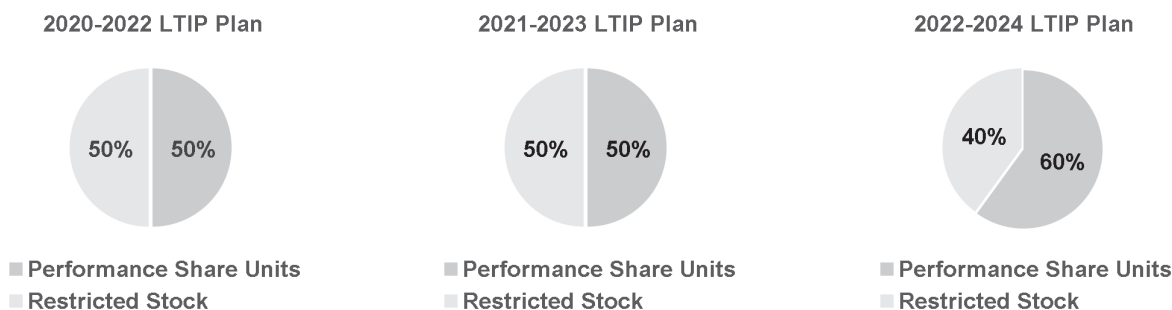 2020-2022 LTIP Plan
50% 50%
Performance Share Units
Restricted Stock
2021-2023 LTIP Plan
50% 50%
Performance Share Units
Restricted Stock
2022-2024 LTIP Plan
40%
60%
Performance Share Units
Restricted Stock